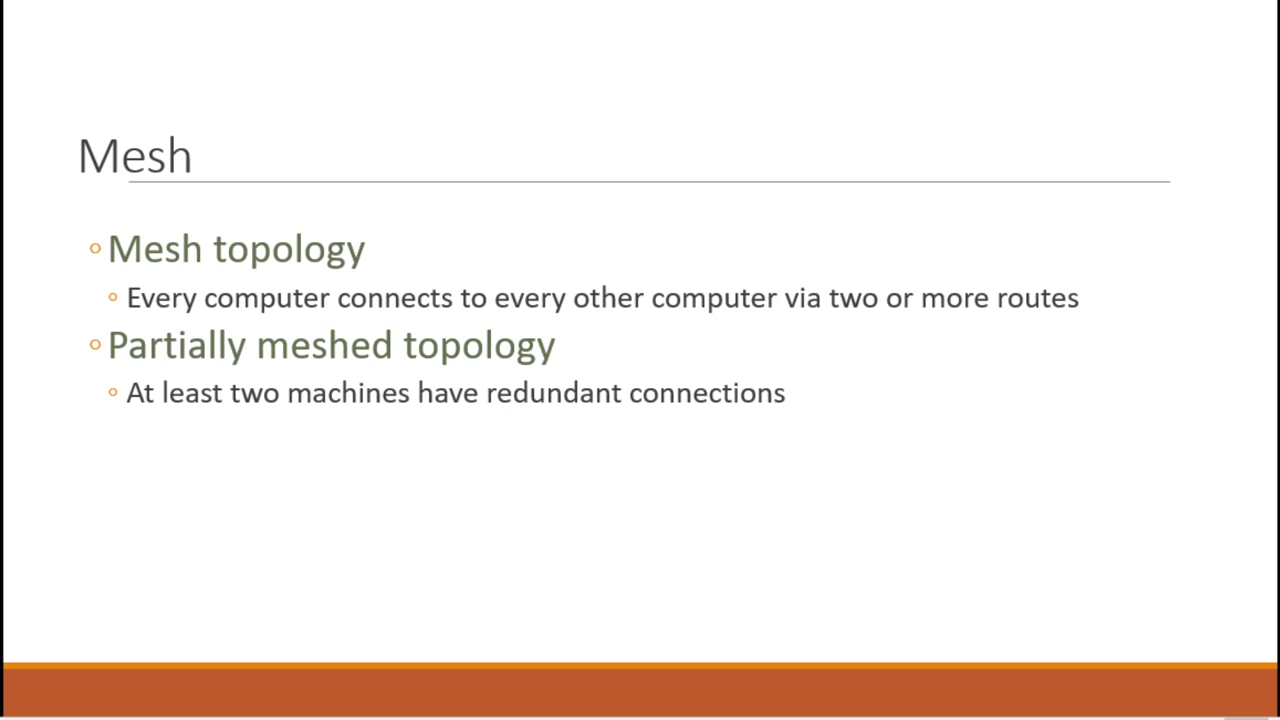 Mesh
Mesh topology
Every computer connects to every other computer via two or more routes
Partially meshed topology
At least two machines have redundant connections